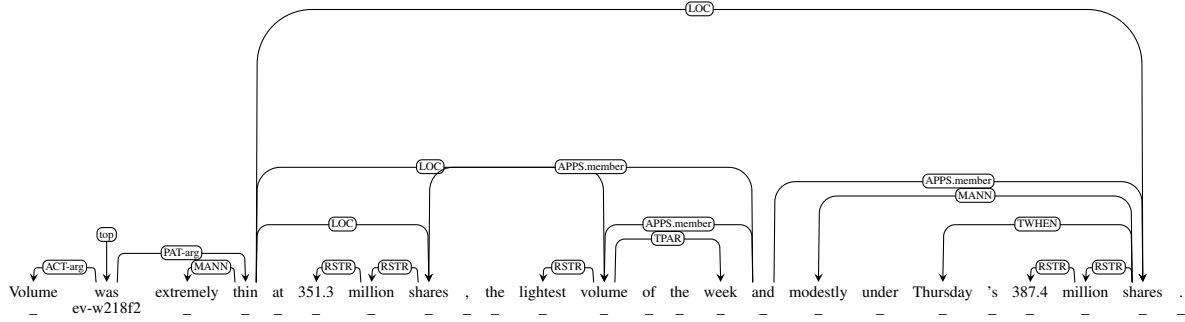 LOC
LOC APPS.member
APPS.member
MANN
LOC APPS.member TWHEN
top TPAR
PAT-arg
ACT-arg MANN RSTR RSTR RSTR RSTR RSTR
Volume was extremely thin at 351.3 million shares , the lightest volume of the week and modestly under Thursday 's 387.4 million shares .
ev-w218f2
_ _ _ _ _ _ _ _ _ _ _ _ _ _ _ _ _ _ _ _ _ _ _